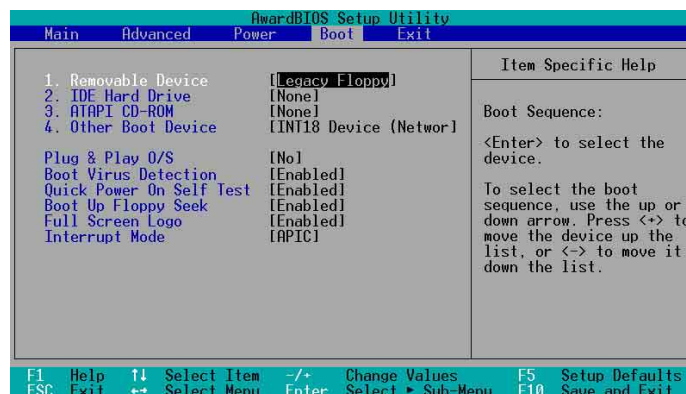 AwardBIOS Setup Utility
Main Advanced Power Boot Exit
1. Removable Device [Legacy Floppy]
2. IDE Hard Drive [None]
3. ATAPI CD-ROM [None]
4. Other Boot Device [INT18 Device (Networ]
Plug & Play O/S [No]
Boot Virus Detection [Enabled]
Quick Power On Self Test [Enabled]
Boot Up Floppy Seek [Enabled]
Full Screen Logo [Enabled]
Interrupt Mode [APIC]
Item Specific Help
Boot Sequence:
<Enter> to select the
device.
To select the boot
sequence, use the up or
down arrow. Press <+> to
move the device up the
list, or <-> to move it
down the list.
F1 Help ↑↓ Select Item -/+ Change Values F5 Setup Defaults
ESC Exit ←→ Select Menu Enter Select ► Sub-Menu F10 Save and Exit